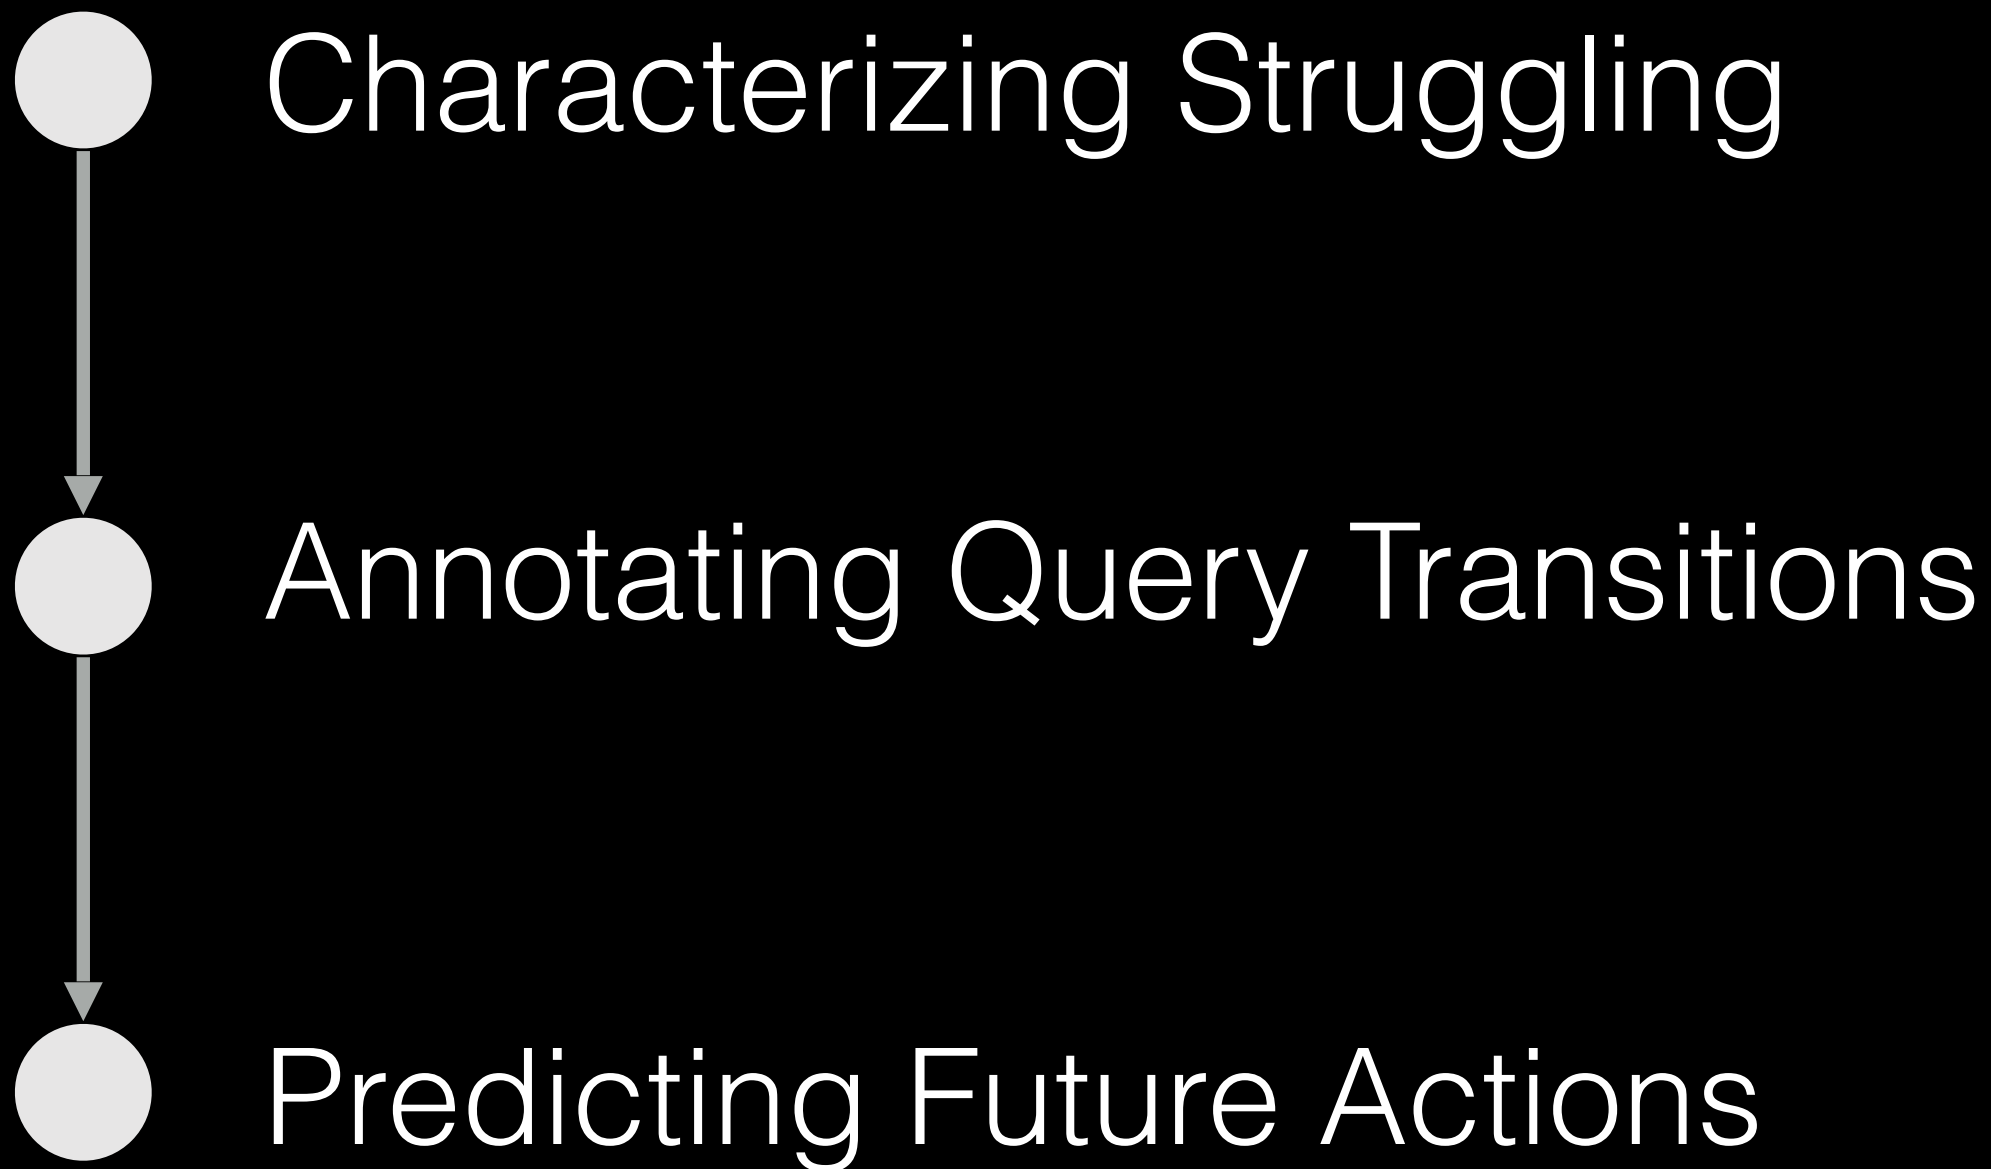 Characterizing Struggling
Annotating Query Transitions
Predicting Future Actions